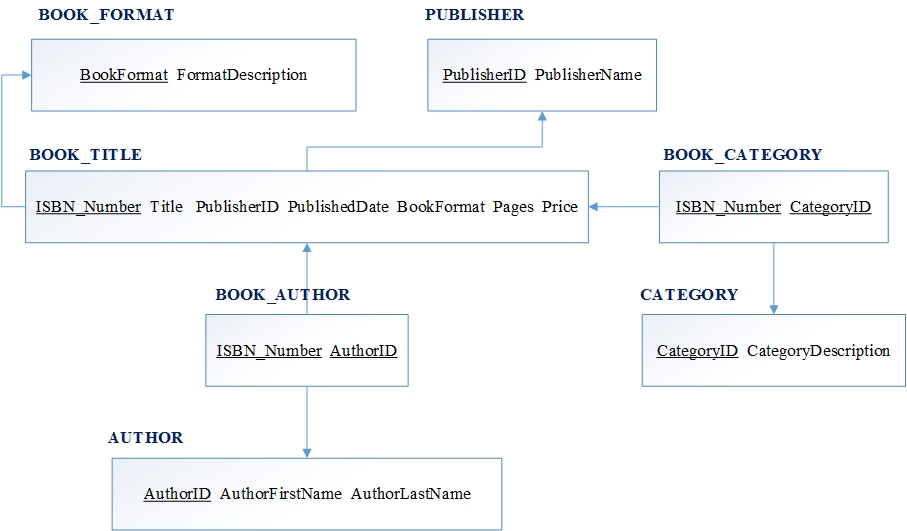 BOOK_FORMAT
BookFormat FormatDescription
PUBLISHER
PublisherID PublisherName
BOOK_TITLE
ISBN_Number Title PublisherID PublishedDate BookFormat Pages Price
BOOK_CATEGORY
ISBN_Number CategoryID
BOOK_AUTHOR
ISBN_Number AuthorID
CATEGORY
CategoryID CategoryDescription
AUTHOR
AuthorID AuthorFirstName AuthorLastName